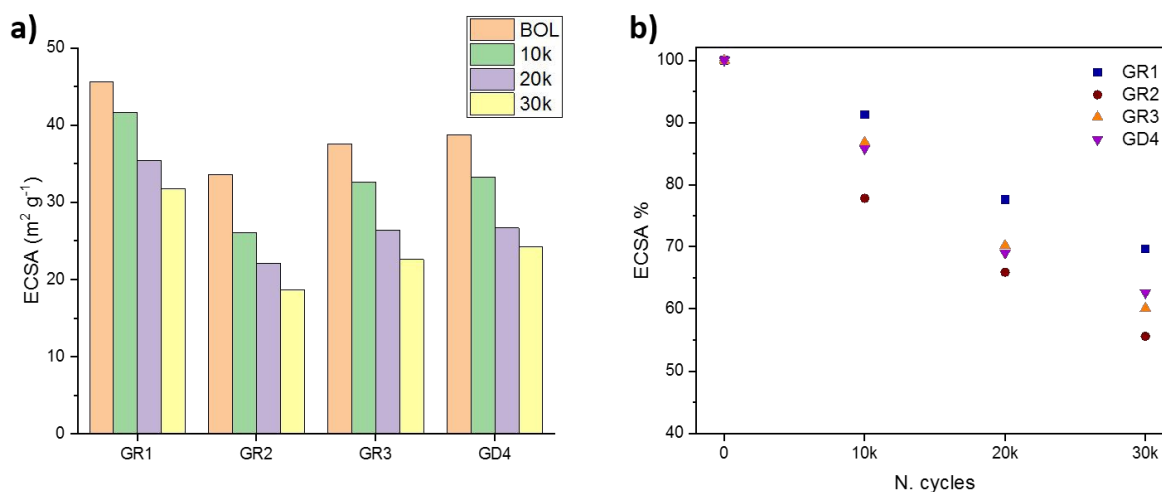 a)
BOL
10k
20k
30k
50
40
30
20
10
0
ECSA (m² g⁻¹)
GR1 GR2 GR3 GD4
b)
GR1
GR2
GR3
GD4
100
90
80
70
60
50
40
ECSA %
0 10k 20k 30k
N. cycles